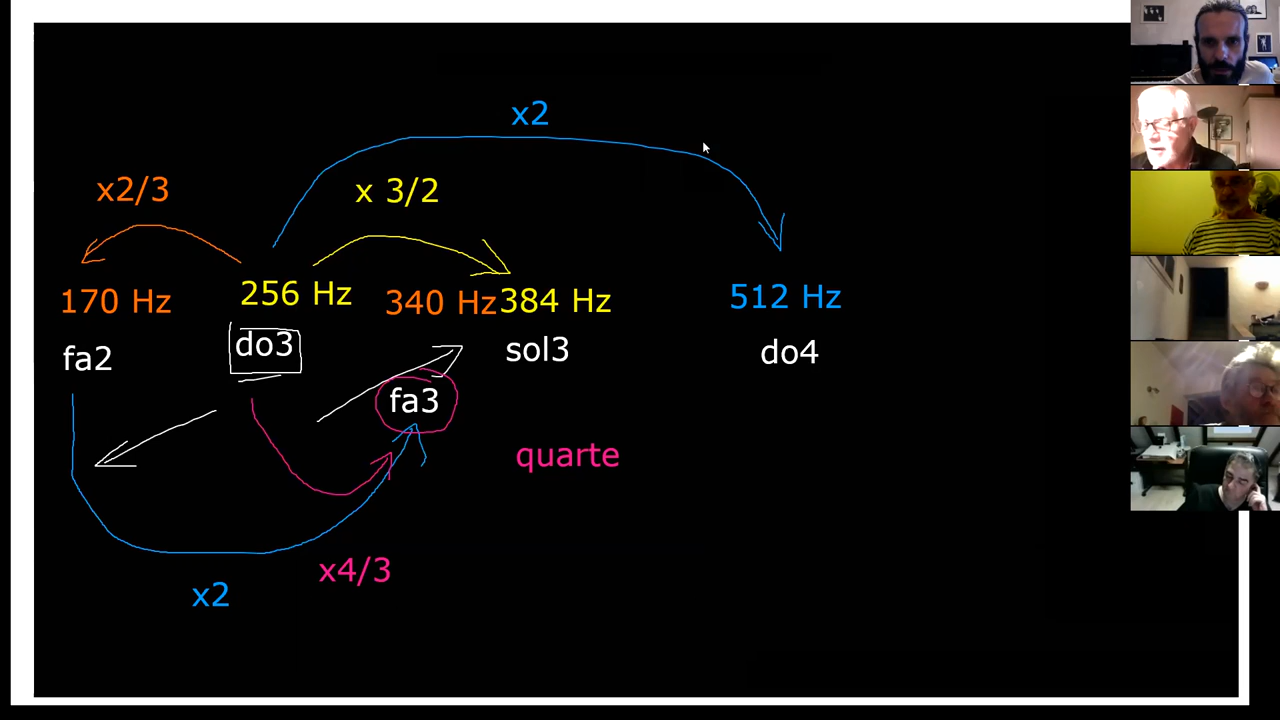 x2
x2/3
x 3/2
170 Hz
256 Hz
340 Hz
384 Hz
512 Hz
fa2
do3
sol3
do4
fa3
quarte
x4/3
x2